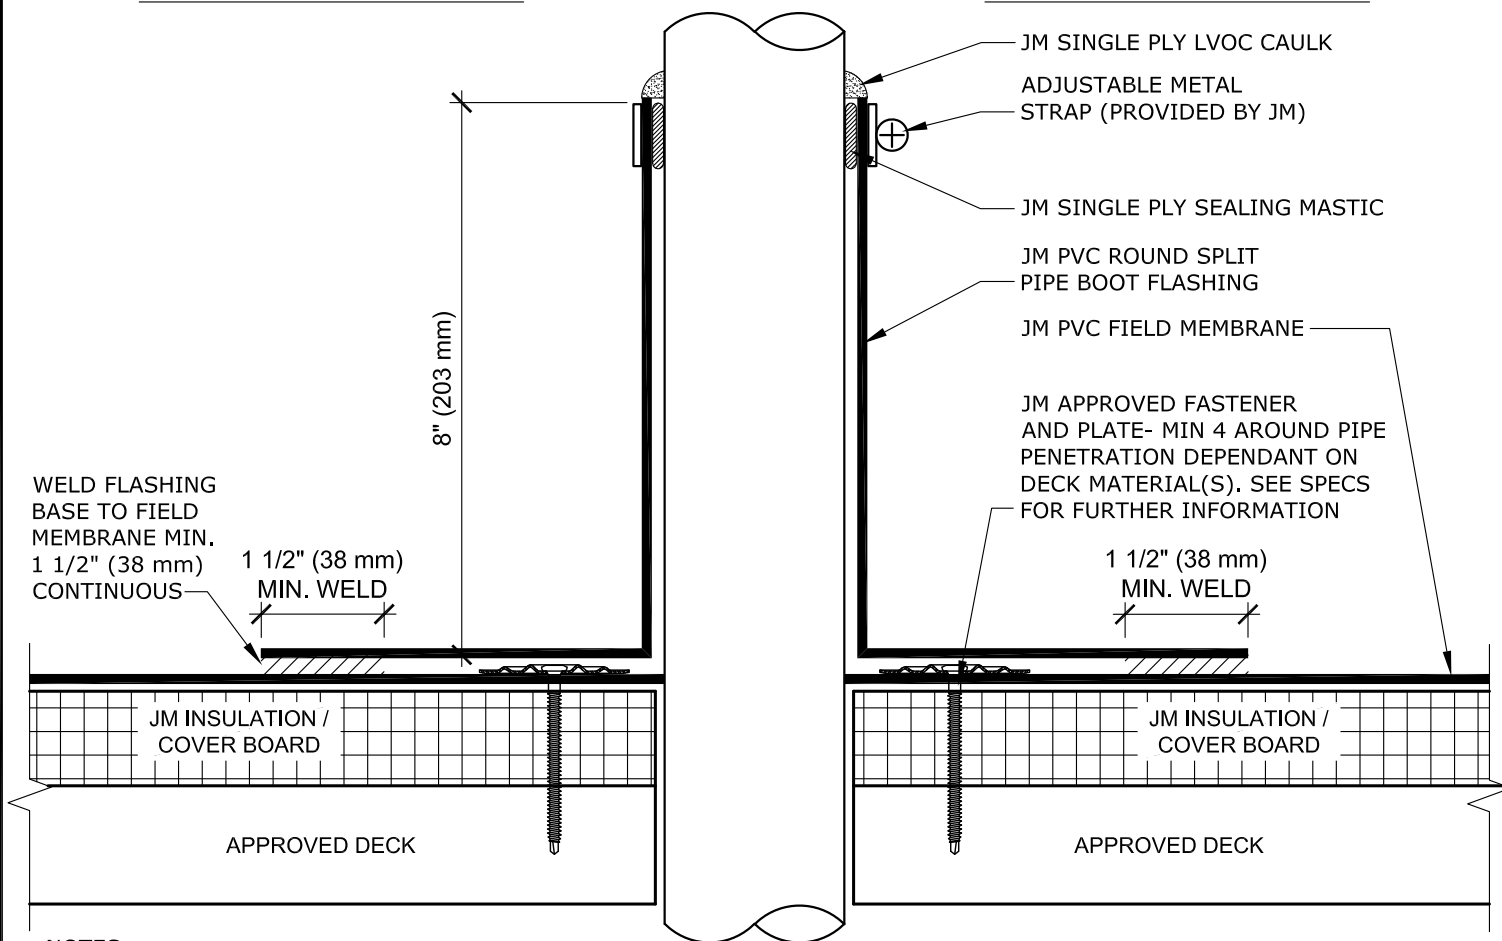 JM SINGLE PLY LVOC CAULK
ADJUSTABLE METAL
STRAP (PROVIDED BY JM)
JM SINGLE PLY SEALING MASTIC
JM PVC ROUND SPLIT
PIPE BOOT FLASHING
JM PVC FIELD MEMBRANE
8" (203 mm)
JM APPROVED FASTENER
AND PLATE- MIN 4 AROUND PIPE
PENETRATION DEPENDANT ON
DECK MATERIAL(S). SEE SPECS
FOR FURTHER INFORMATION
WELD FLASHING
BASE TO FIELD
MEMBRANE MIN.
1 1/2" (38 mm)
CONTINUOUS
1 1/2" (38 mm)
MIN. WELD
1 1/2" (38 mm)
MIN. WELD
JM INSULATION /
COVER BOARD
JM INSULATION /
COVER BOARD
APPROVED DECK
APPROVED DECK